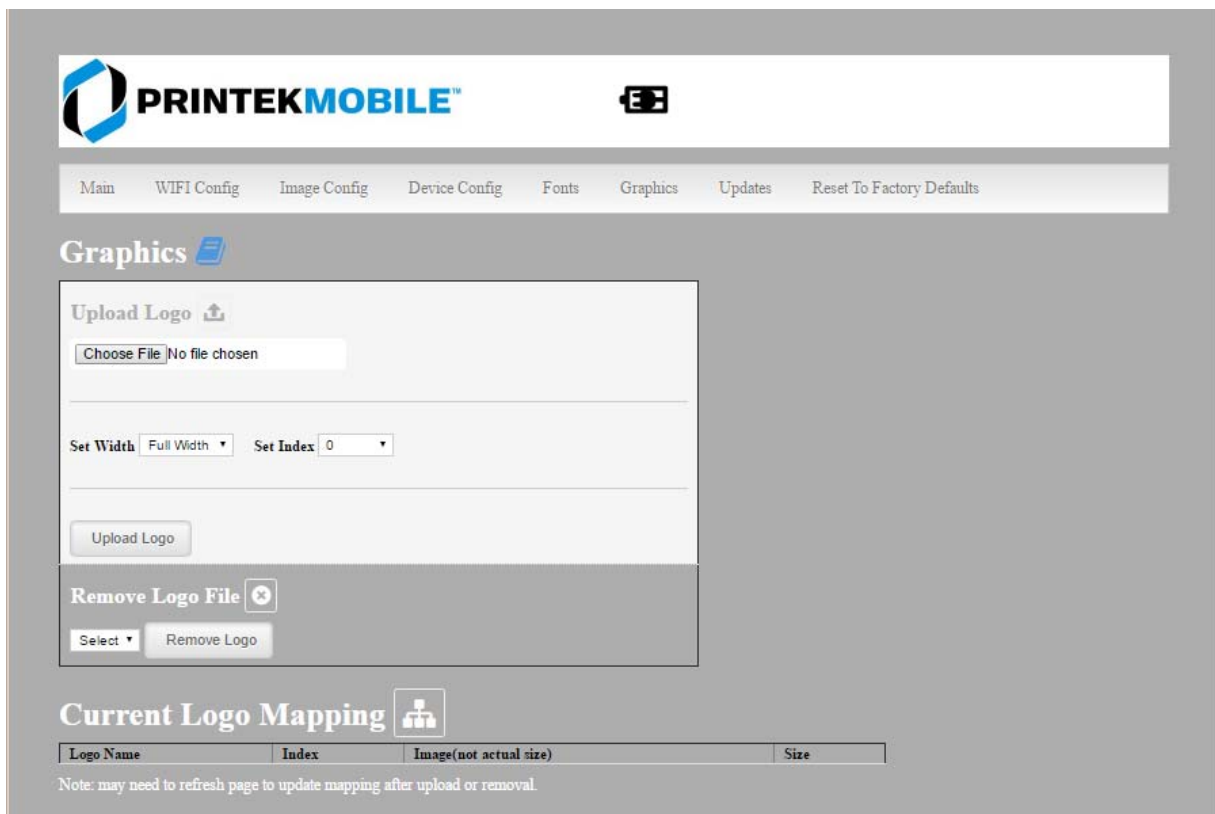 PRINTEKMOBILE™
Main WIFI Config Image Config Device Config Fonts Graphics Updates Reset To Factory Defaults
Graphics
Upload Logo
Choose File No file chosen
Set Width Full Width Set Index 0
Upload Logo
Remove Logo File
Select Remove Logo
Current Logo Mapping
Logo Name Index Image(not actual size) Size
Note: may need to refresh page to update mapping after upload or removal.